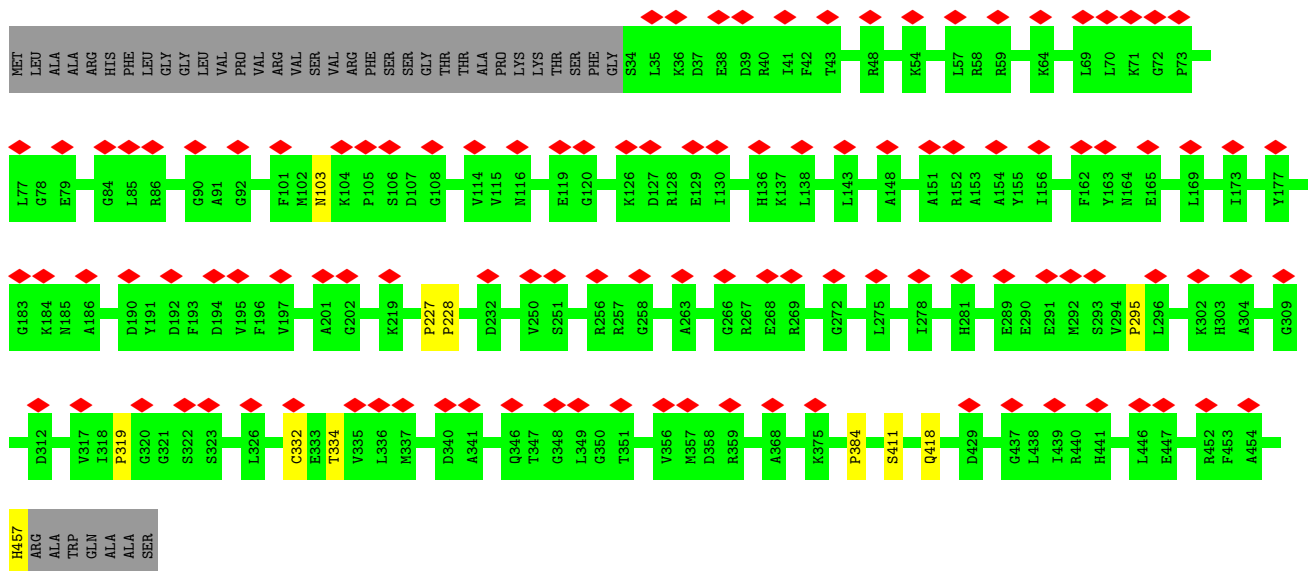 MET LEU ALA ALA ARG HIS PHE LEU GLY GLY LEU VAL PRO VAL ARG VAL SER VAL ARG PHE SER SER GLY THR THR ALA PRO LYS LYS THR SER PHE GLY S34 L35 K36 D37 E38 D39 R40 I41 F42 T43 R48 K54 L57 R58 R59 K64 L69 L70 K71 G72 P73
L77 G78 E79 G84 L85 R86 G90 A91 G92 F101 M102 N103 K104 P105 S106 D107 G108 V114 V115 N116 E119 G120 K126 D127 R128 E129 I130 H136 K137 L138 L143 A148 A151 R152 A153 A154 Y155 I156 F162 Y163 N164 E165 L169 I173 Y177
G183 K184 N185 A186 D190 Y191 D192 F193 D194 V195 F196 V197 A201 G202 K219 P227 P228 D232 V250 S251 R256 R257 G258 A263 G266 R267 E268 R269 G272 L275 I278 H281 E289 E290 E291 M292 S293 V294 P295 L296 K302 H303 A304 G309
D312 V317 I318 P319 G320 G321 S322 S323 L326 C332 E333 T334 V335 L336 M337 D340 A341 Q346 T347 G348 L349 G350 T351 V356 M357 D358 R359 A368 K375 P384 S411 Q418 D429 G437 L438 I439 R440 H441 L446 E447 R452 F453 A454
H457 ARG ALA TRP GLN ALA ALA SER